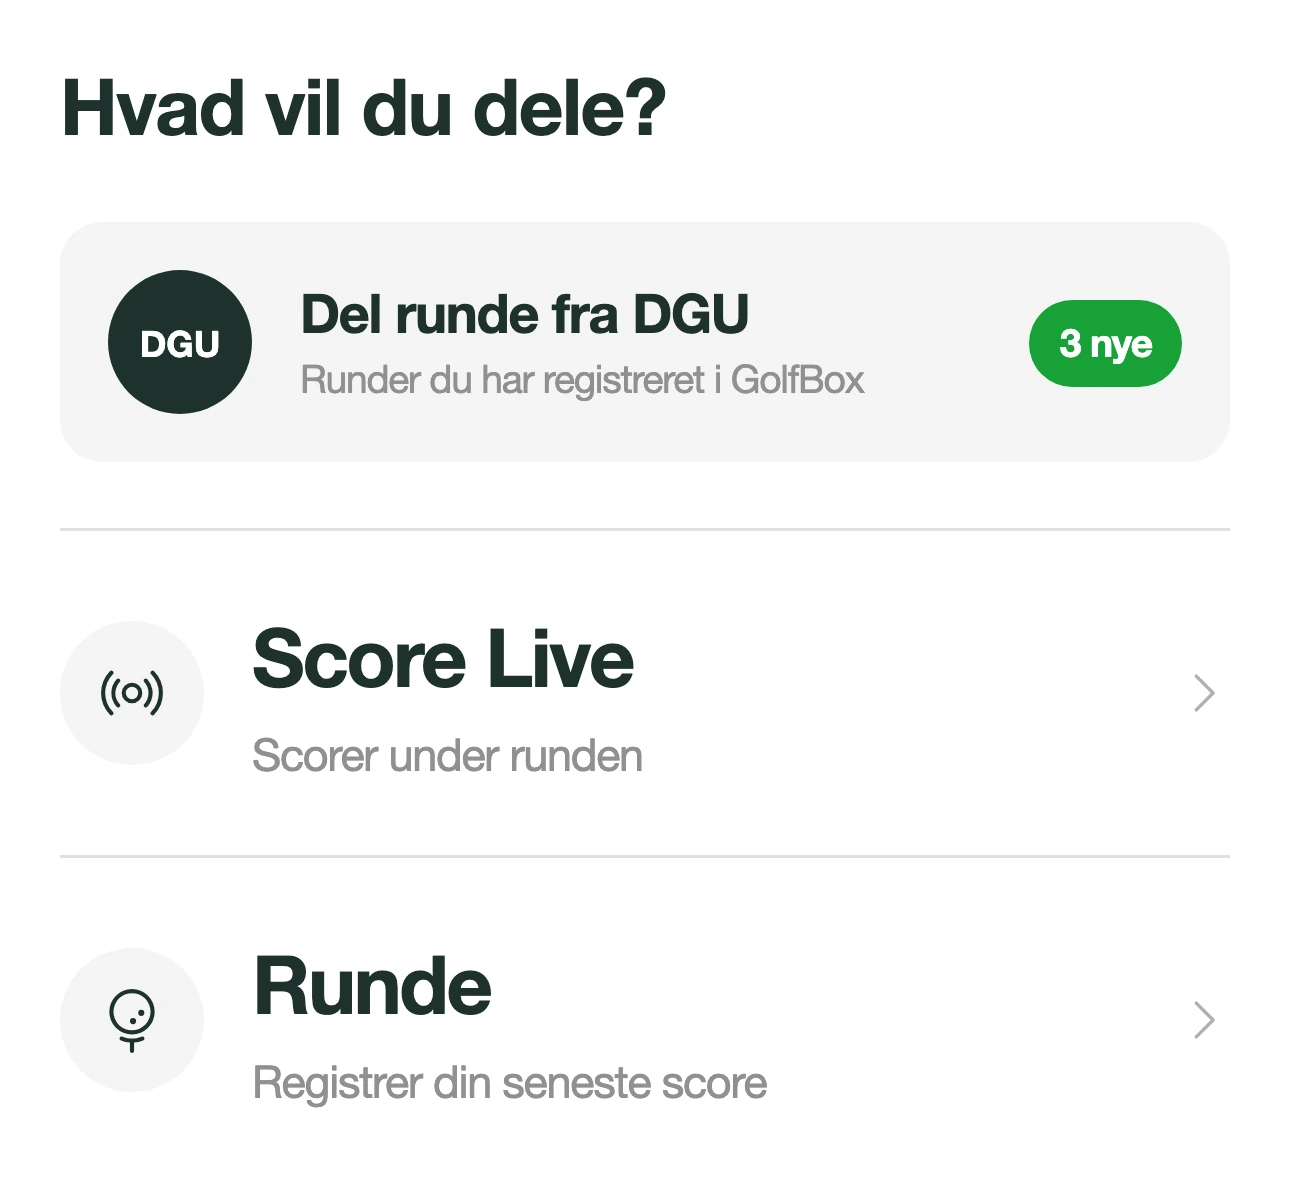 Hvad vil du dele?
DGU
Del runde fra DGU
Runder du har registreret i GolfBox
3 nye
Score Live
Scorer under runden
Runde
Registrer din seneste score